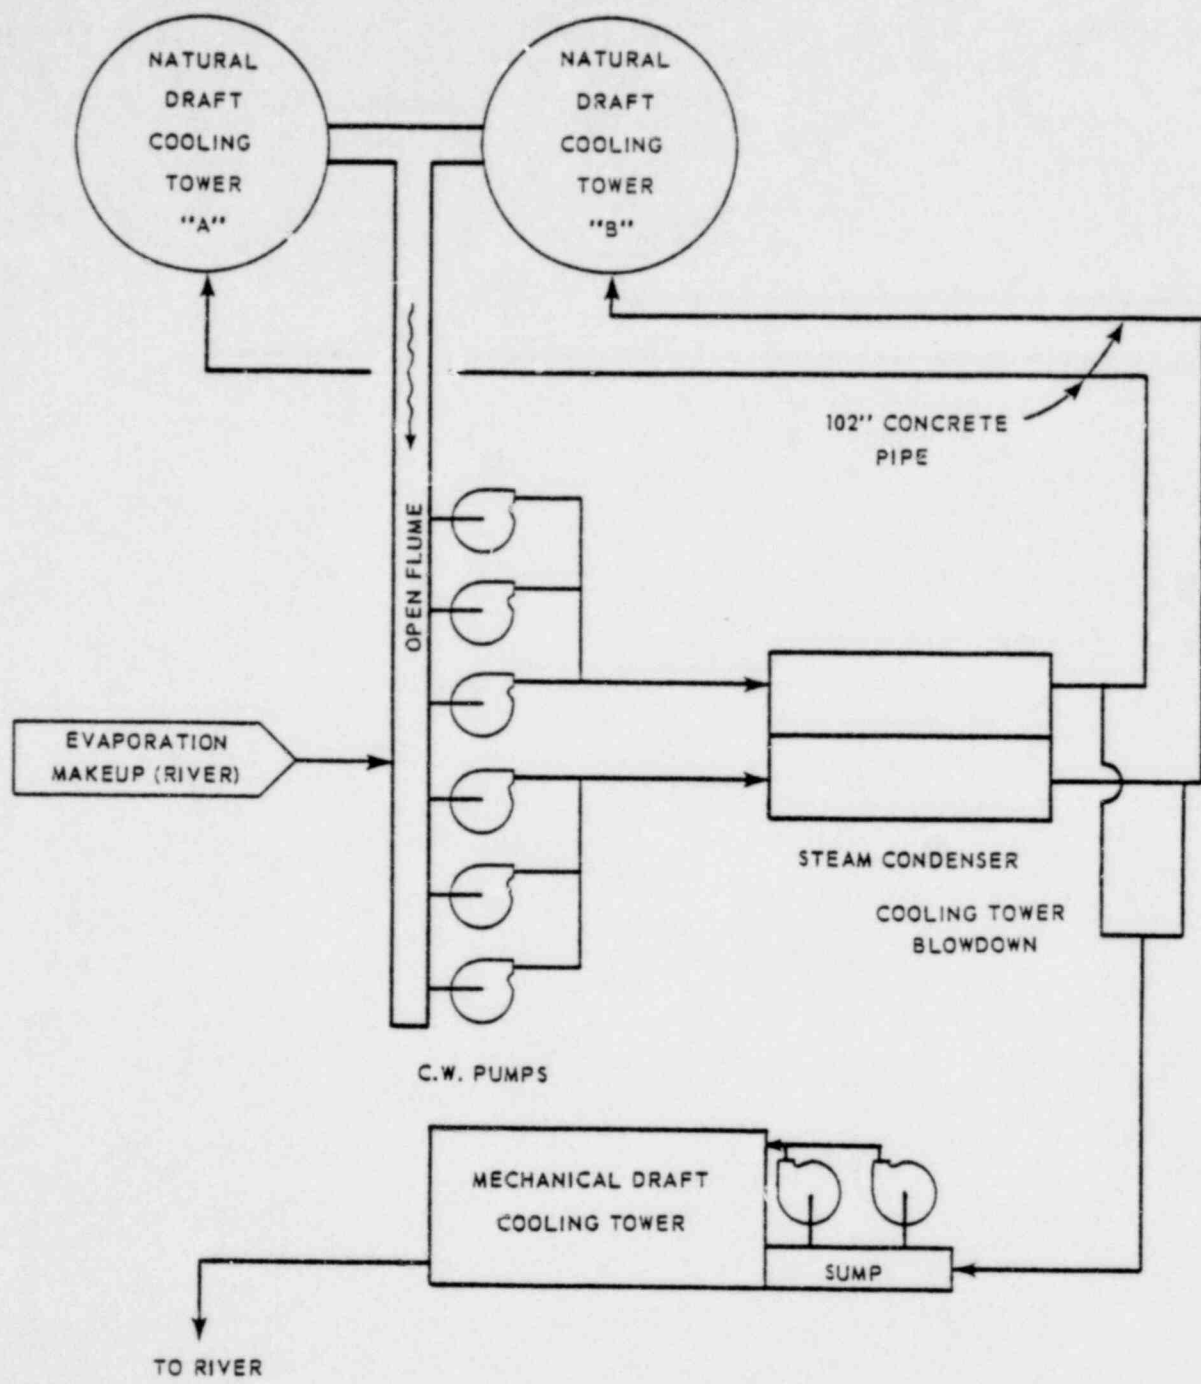 NATURAL
DRAFT
COOLING
TOWER
"A"
NATURAL
DRAFT
COOLING
TOWER
"B"
102" CONCRETE
PIPE
OPEN FLUME
EVAPORATION
MAKEUP (RIVER)
STEAM CONDENSER
COOLING TOWER
BLOWDOWN
C.W. PUMPS
MECHANICAL DRAFT
COOLING TOWER
SUMP
TO RIVER